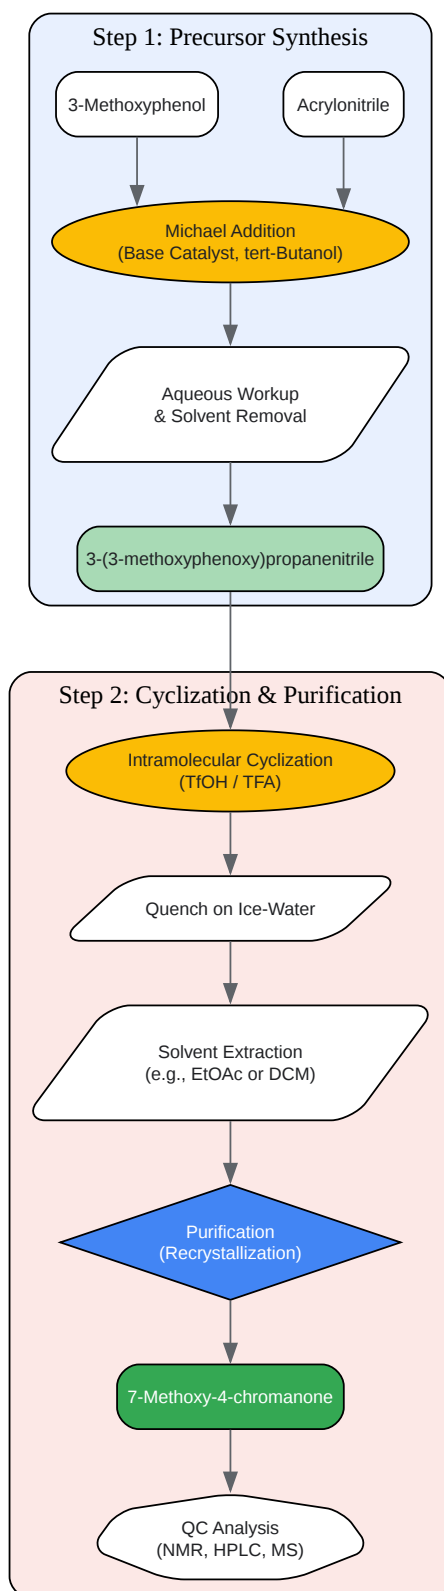 Step 1: Precursor Synthesis
3-Methoxyphenol
Acrylonitrile
Michael Addition
(Base Catalyst, tert-Butanol)
Aqueous Workup
& Solvent Removal
3-(3-methoxyphenoxy)propanenitrile
Step 2: Cyclization & Purification
Intramolecular Cyclization
(TfOH / TFA)
Quench on Ice-Water
Solvent Extraction
(e.g., EtOAc or DCM)
Purification
(Recrystallization)
7-Methoxy-4-chromanone
QC Analysis
(NMR, HPLC, MS)